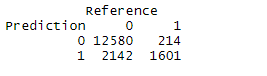 Reference
Prediction 0 1
0 12580 214
1 2142 1601